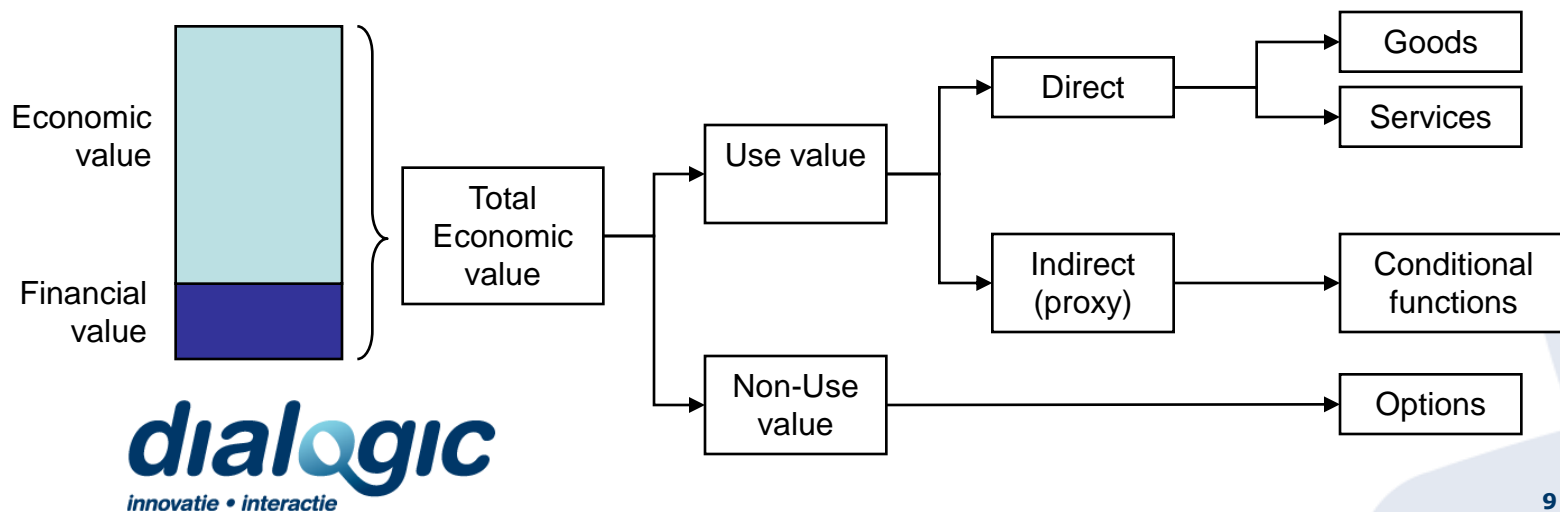 Economic
value
Financial
value
Total
Economic
value
Use value
Non-Use
value
Direct
Indirect
(proxy)
Goods
Services
Conditional
functions
Options
dialogic
innovatie • interactie
9